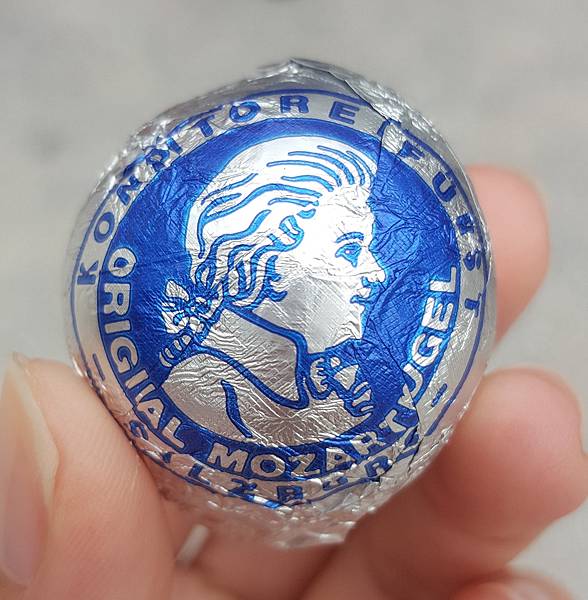 KONDITOREI FÜRST
ORIGINAL MOZARTKUGEL
SALZBURG